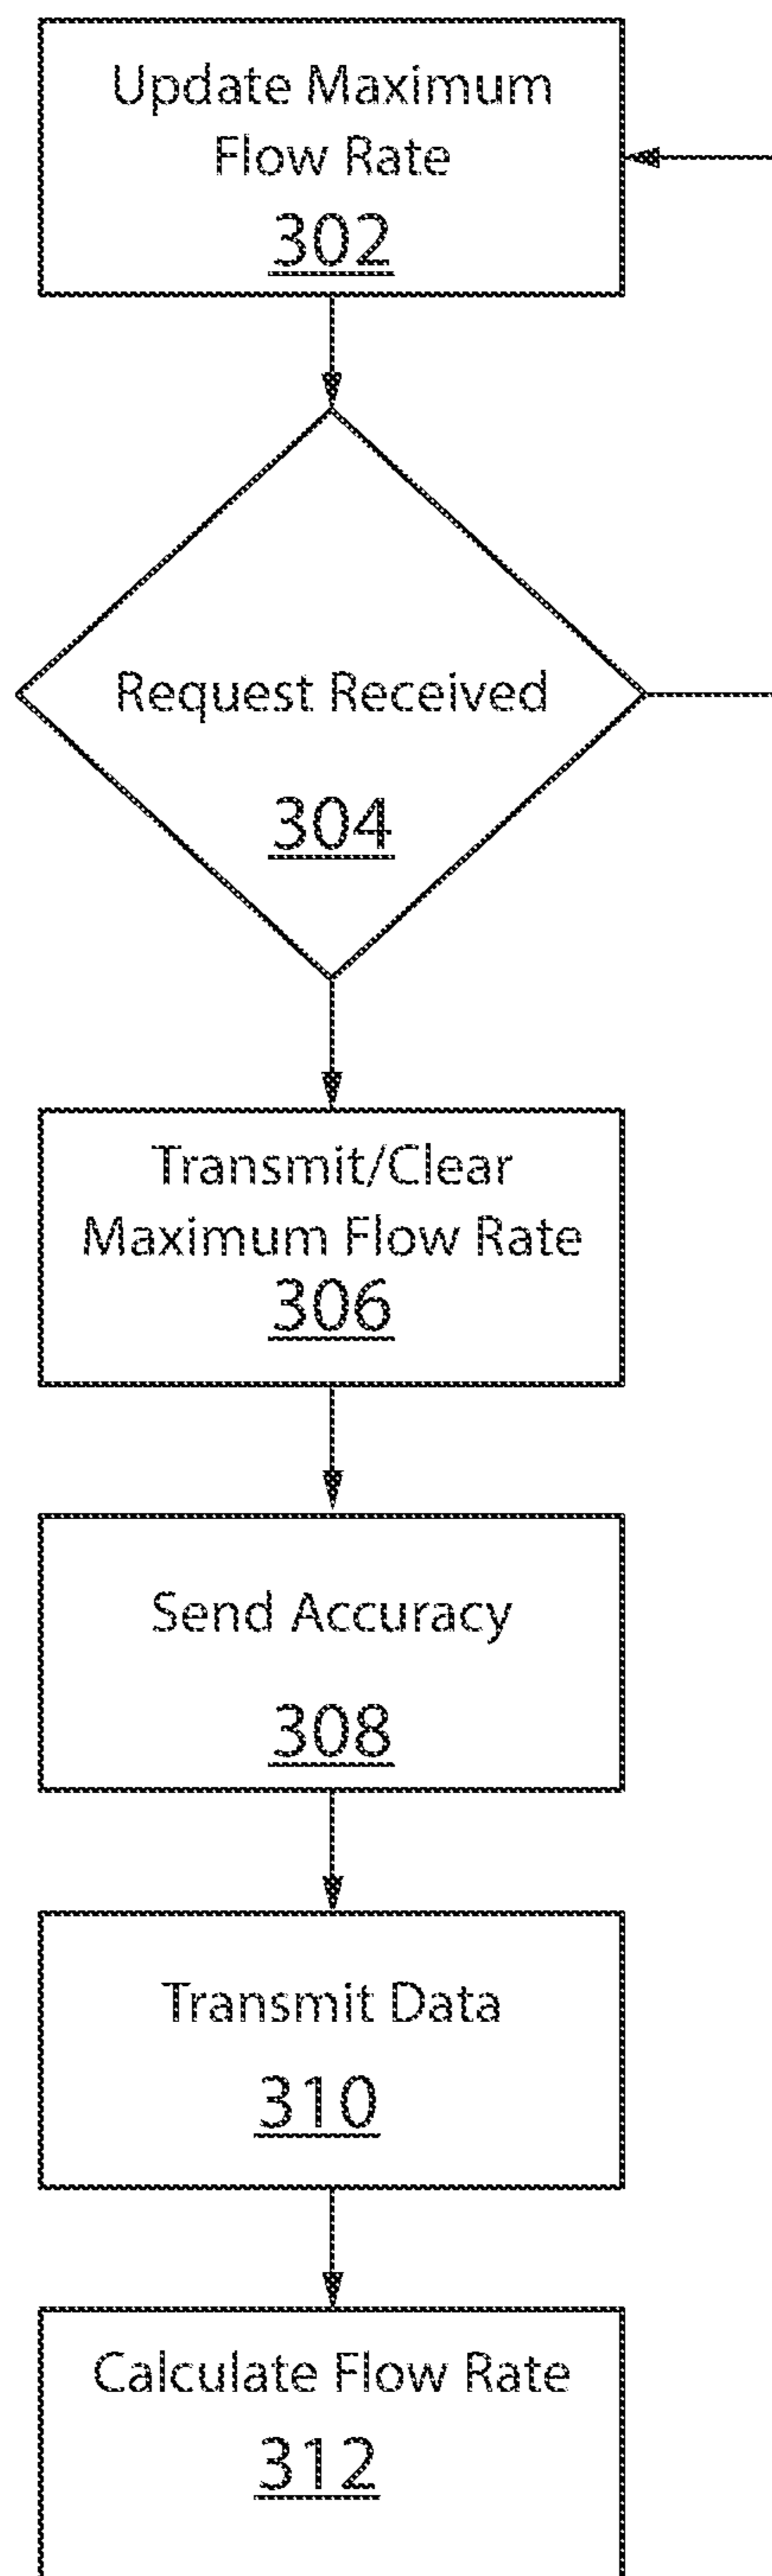 Update Maximum
Flow Rate
302
Request Received
304
Transmit/Clear
Maximum Flow Rate
306
Send Accuracy
308
Transmit Data
310
Calculate Flow Rate
312